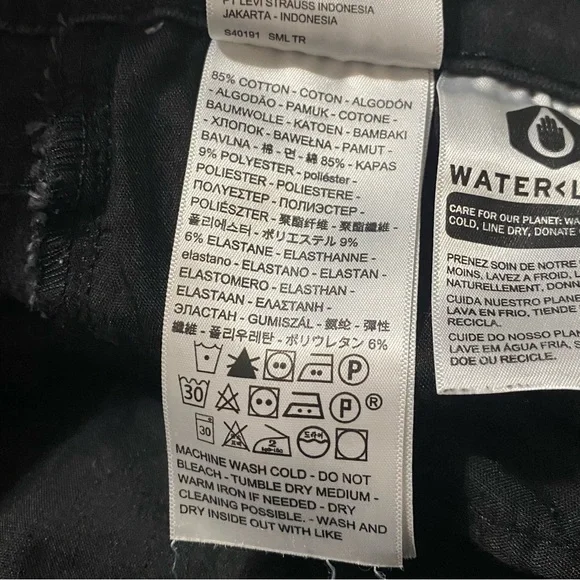 PT LEVI STRAUSS INDONESIA
JAKARTA - INDONESIA
S40191 SML TR
85% COTTON - COTON - ALGODÓN
- ALGODÃO - PAMUK - COTONE -
BAUMWOLLE - KATOEN - BAMBAKI
- ХЛОПОК - BAWEŁNA - PAMUT -
BAVLNA - 棉 - 면 - 綿 85% - KAPAS
9% POLYESTER - poliéster -
POLIESTER - POLIESTERE -
ΠΟΛΥΕΣΤΕΡ - ПОЛИЭСТЕР -
POLIÉSZTER - 聚酯纤维 - 聚酯纖維 -
폴리에스터 - ポリエステル 9%
6% ELASTANE - ELASTHANNE -
elastano - ELASTANO - ELASTAN -
ELASTOMERO - ELASTHAN -
ELASTAAN - ΕΛΑΣΤΑΝΗ -
ЭЛАСТАН - GUMISZÁL - 氨纶 - 彈性
纖維 - 폴리우레탄 - ポリウレタン 6%
P
30 P ®
30 2 드라이
MACHINE WASH COLD - DO NOT
BLEACH - TUMBLE DRY MEDIUM -
WARM IRON IF NEEDED - DRY
CLEANING POSSIBLE. - WASH AND
DRY INSIDE OUT WITH LIKE
WATER<L
CARE FOR OUR PLANET: WA
COLD, LINE DRY, DONATE
PRENEZ SOIN DE NOTRE
MOINS, LAVEZ A FROID,
NATURELLEMENT, DONN
CUIDA NUESTRO PLANE
LAVA EN FRIO, TIENDE
RECICLA.
CUIDE DO NOSSO PLAN
LAVE EM ÁGUA FRIA, S
DOE OU RECICLE.